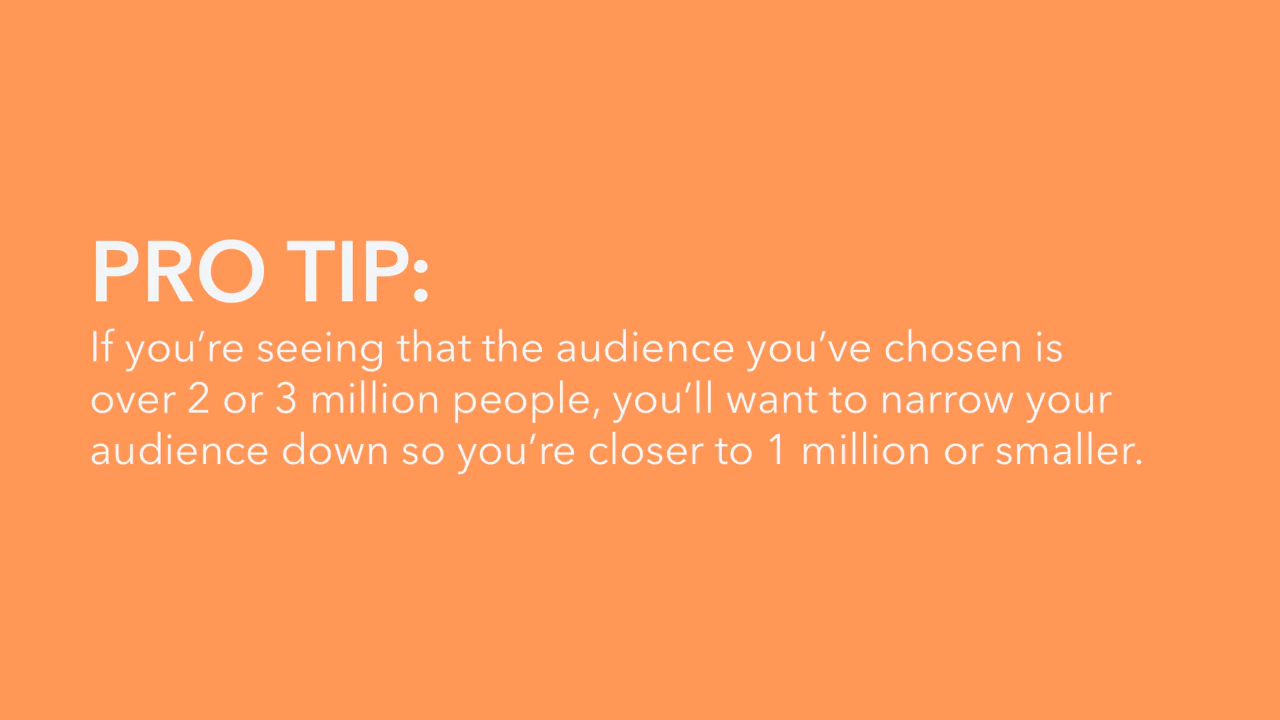 PRO TIP:
If you’re seeing that the audience you’ve chosen is
over 2 or 3 million people, you’ll want to narrow your
audience down so you’re closer to 1 million or smaller.